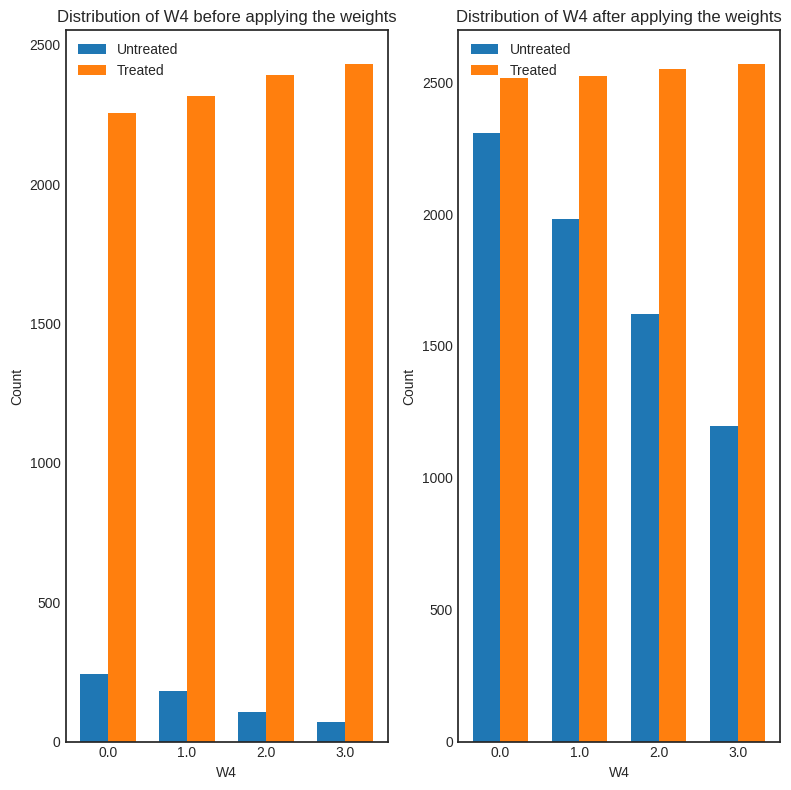 Distribution of W4 before applying the weights
Untreated
Treated
2500
2000
1500
1000
500
0
Count
0.0 1.0 2.0 3.0
W4
Distribution of W4 after applying the weights
Untreated
Treated
2500
2000
1500
1000
500
0
Count
0.0 1.0 2.0 3.0
W4